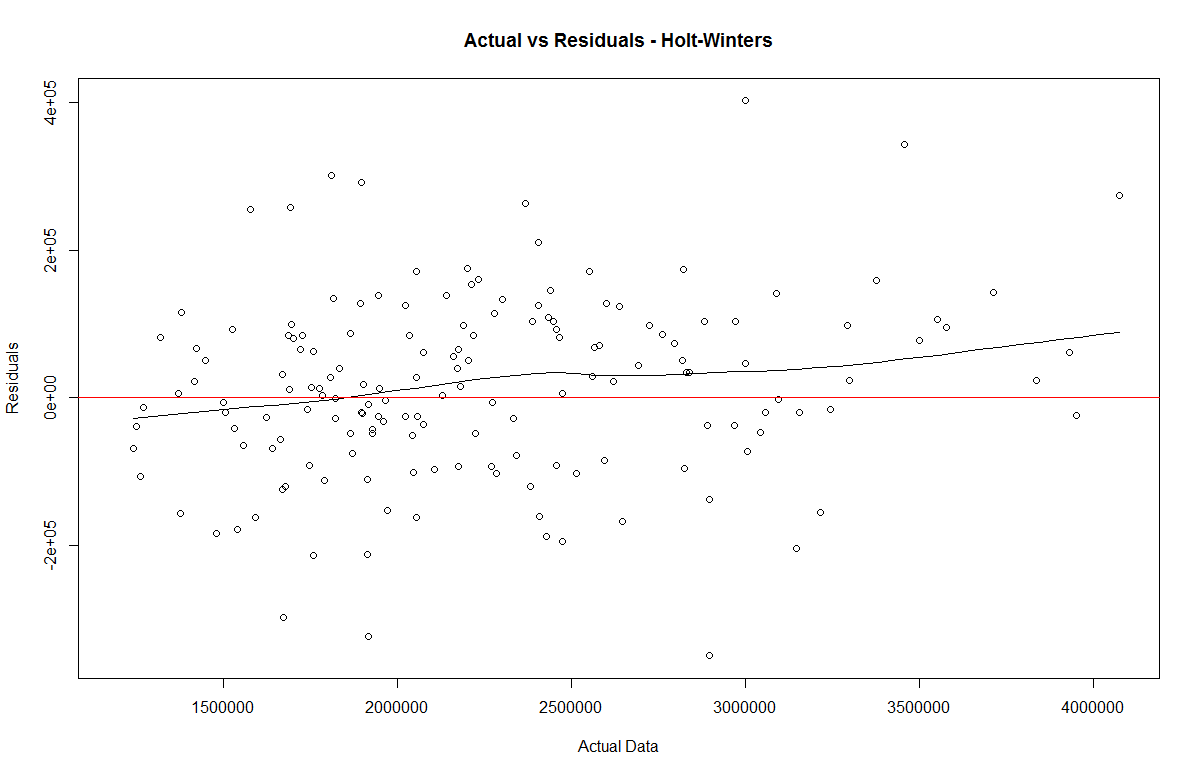 Actual vs Residuals - Holt-Winters
Residuals
4e+05
2e+05
0e+00
-2e+05
1500000 2000000 2500000 3000000 3500000 4000000
Actual Data